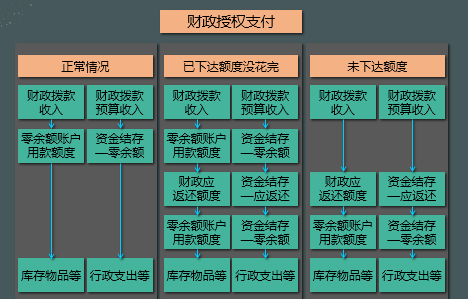 财政授权支付
正常情况
已下达额度没花完
未下达额度
财政拨款
收入
财政拨款
预算收入
财政拨款
收入
财政拨款
预算收入
财政拨款
收入
财政拨款
预算收入
零余额账户
用款额度
资金结存
—零余额
零余额账户
用款额度
资金结存
—零余额
财政应
返还额度
资金结存
—应返还
财政应
返还额度
资金结存
—应返还
零余额账户
用款额度
资金结存
—零余额
零余额账户
用款额度
资金结存
—零余额
库存物品等
行政支出等
库存物品等
行政支出等
库存物品等
行政支出等